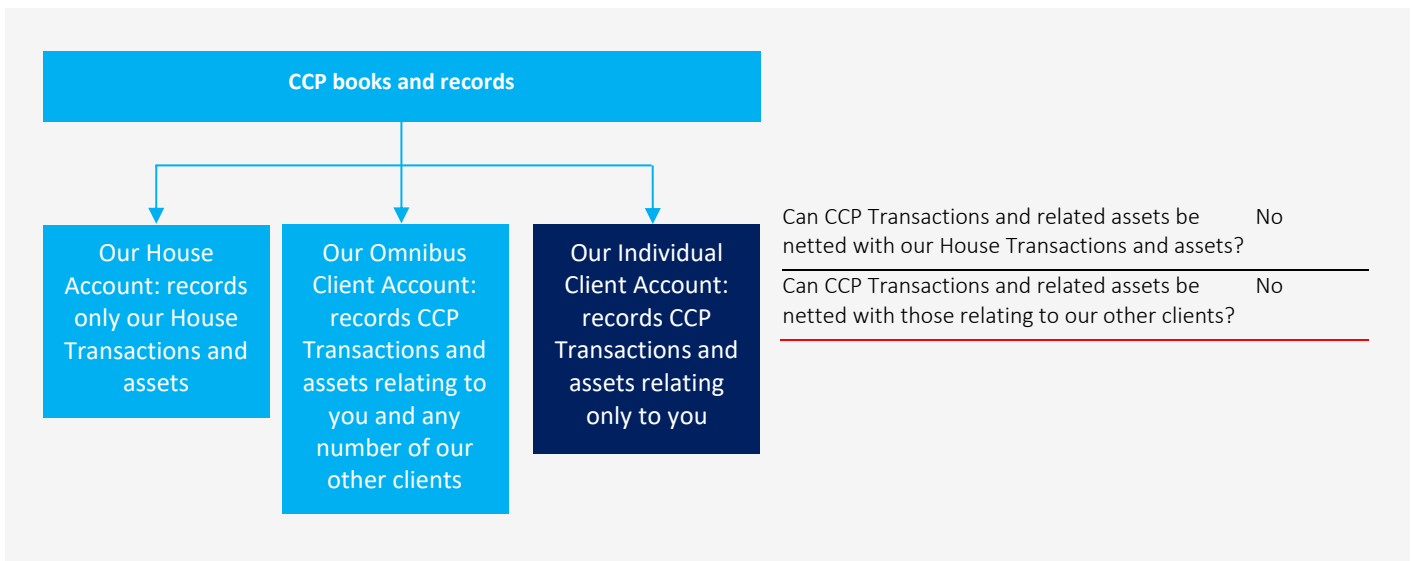 CCP books and records
Our House
Account: records
only our House
Transactions and
assets
Our Omnibus
Client Account:
records CCP
Transactions and
assets relating to
you and any
number of our
other clients
Our Individual
Client Account:
records CCP
Transactions and
assets relating
only to you
Can CCP Transactions and related assets be No
netted with our House Transactions and assets?
Can CCP Transactions and related assets be No
netted with those relating to our other clients?